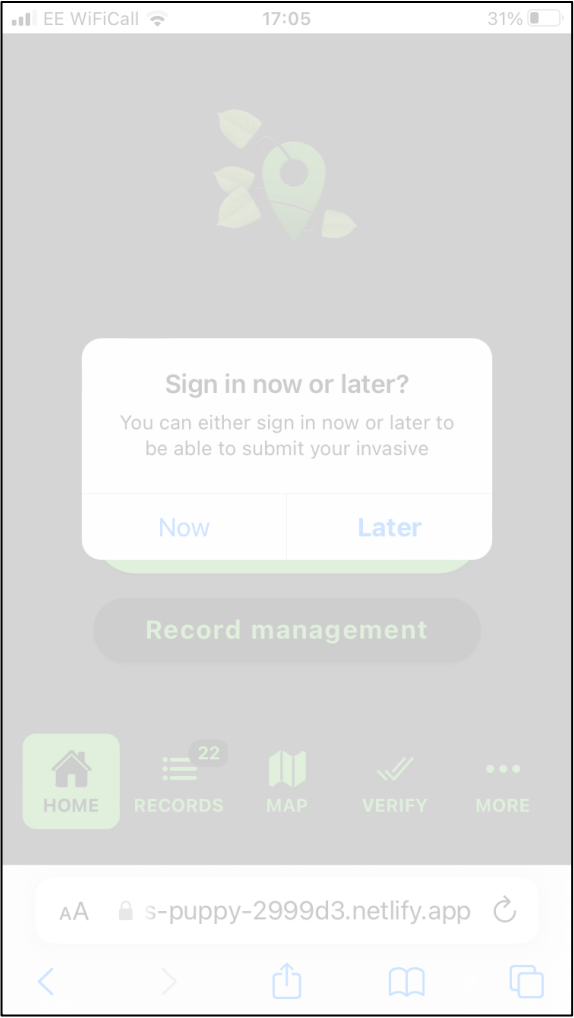 EE WiFiCall 17:05 31%
Sign in now or later?
You can either sign in now or later to
be able to submit your invasive
Now Later
Record management
22
HOME RECORDS MAP VERIFY MORE
AA s-puppy-2999d3.netlify.app